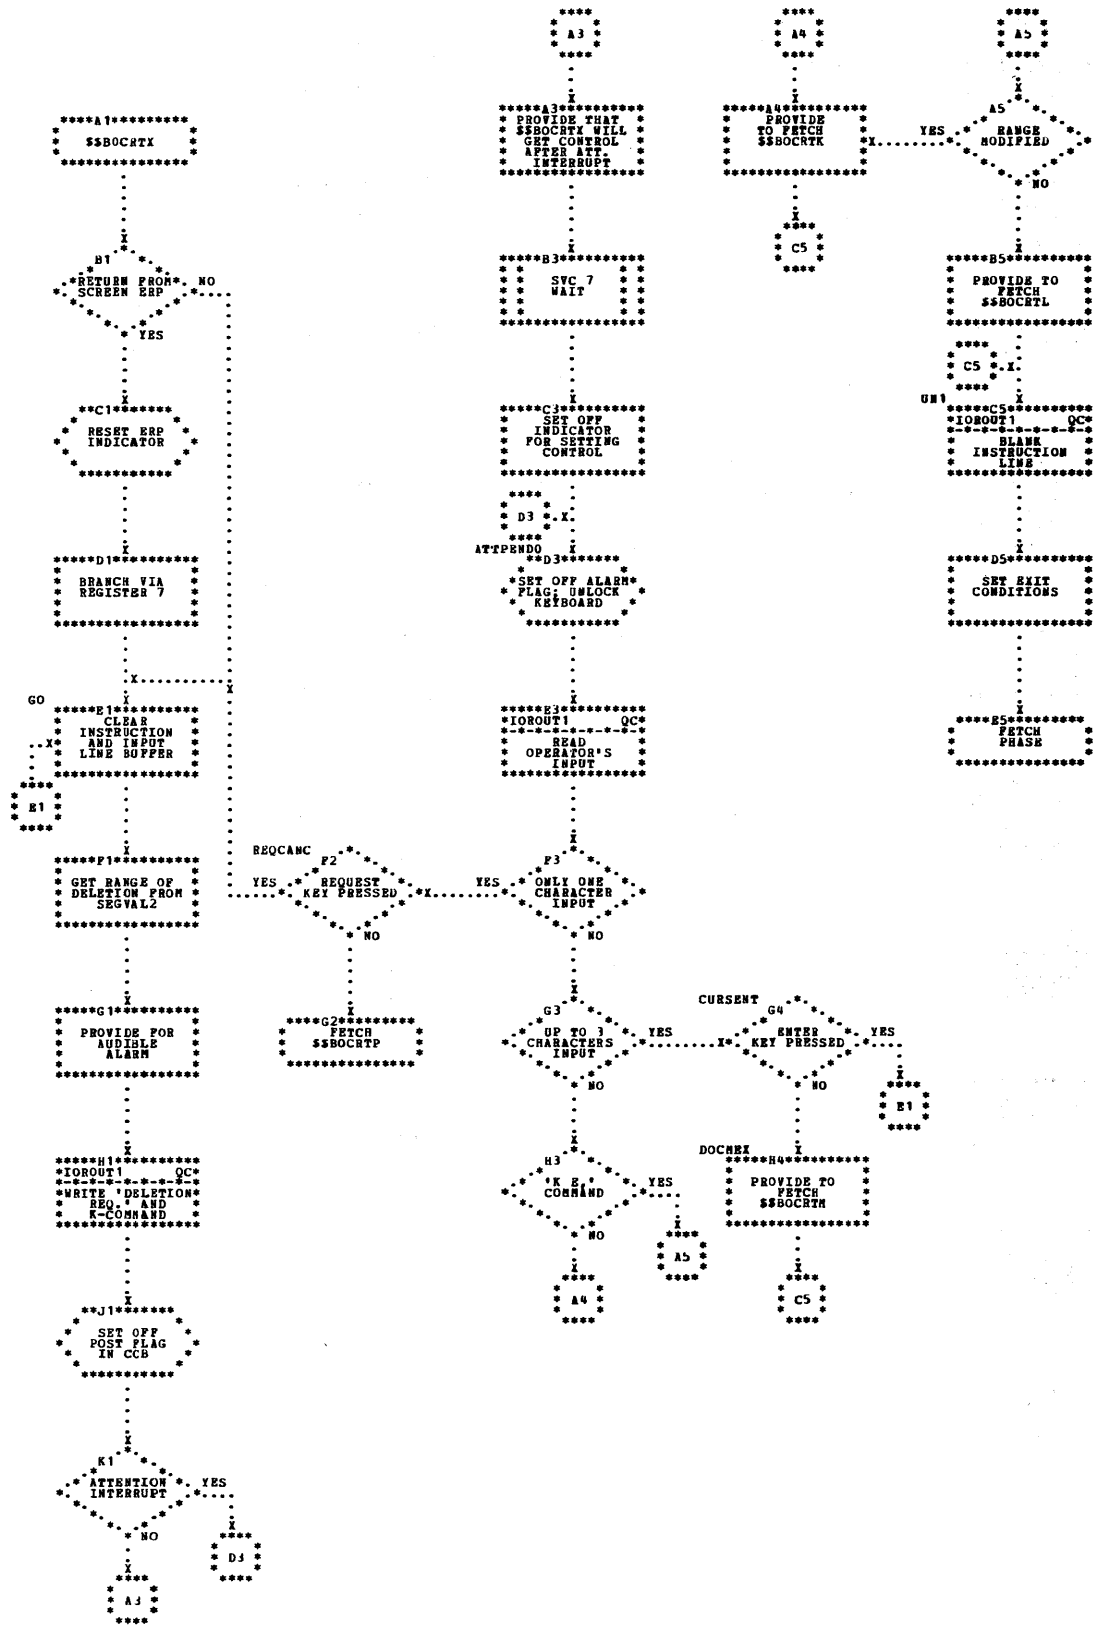 A1
$$BOCRTX
B1
RETURN FROM
SCREEN ERP
NO
YES
C1
RESET ERP
INDICATOR
D1
BRANCH VIA
REGISTER 7
GO
E1
CLEAR
INSTRUCTION
AND INPUT
LINE BUFFER
E1
F1
GET RANGE OF
DELETION FROM
SEGVAL2
G1
PROVIDE FOR
AUDIBLE
ALARM
H1
IOROUT1 QC
WRITE 'DELETION
REQ.' AND
K-COMMAND
J1
SET OFF
POST FLAG
IN CCB
K1
ATTENTION
INTERRUPT
YES
NO
D3
A3
REQCANC
F2
REQUEST
KEY PRESSED
YES
NO
G2
FETCH
$$BOCRTP
A3
A3
PROVIDE THAT
$$BOCRTX WILL
GET CONTROL
AFTER ATT.
INTERRUPT
B3
SVC 7
WAIT
C3
SET OFF
INDICATOR
FOR SETTING
CONTROL
D3
ATTPENDO
D3
SET OFF ALARM
FLAG; UNLOCK
KEYBOARD
E3
IOROUT1 QC
READ
OPERATOR'S
INPUT
F3
ONLY ONE
CHARACTER
INPUT
YES
NO
G3
UP TO 3
CHARACTERS
INPUT
YES
NO
H3
'K E,'
COMMAND
YES
NO
A5
A4
A4
A4
PROVIDE
TO FETCH
$$BOCRTK
C5
CURSENT
G4
ENTER
KEY PRESSED
YES
NO
E1
DOCMEX
H4
PROVIDE TO
FETCH
$$BOCRTM
C5
A5
A5
RANGE
MODIFIED
YES
NO
B5
PROVIDE TO
FETCH
$$BOCRTL
C5
UN1
C5
IOROUT1 QC
BLANK
INSTRUCTION
LINE
D5
SET EXIT
CONDITIONS
E5
FETCH
PHASE